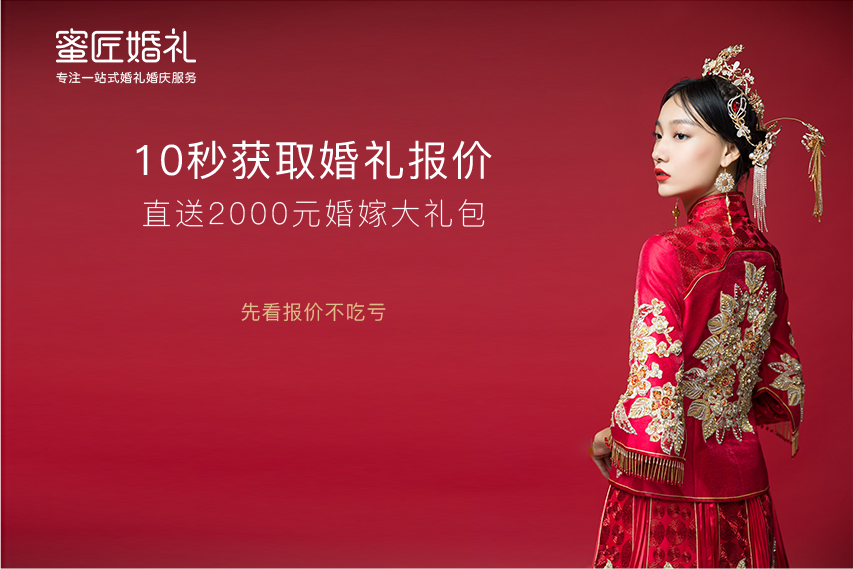 蜜匠婚礼
专注一站式婚礼婚庆服务
10秒获取婚礼报价
直送2000元婚嫁大礼包
先看报价不吃亏